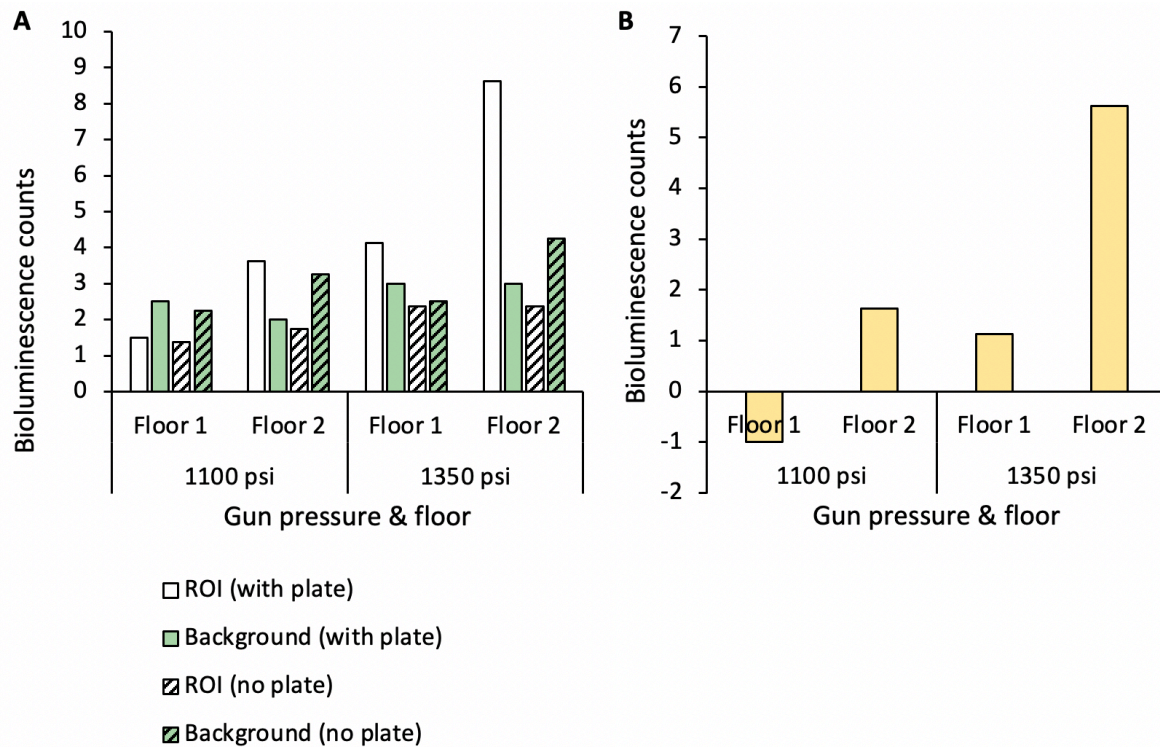 A
10
9
8
7
6
5
4
3
2
1
0
Bioluminescence counts
Floor 1 Floor 2 Floor 1 Floor 2
1100 psi 1350 psi
Gun pressure & floor
ROI (with plate)
Background (with plate)
ROI (no plate)
Background (no plate)
B
7
6
5
4
3
2
1
0
-1
-2
Bioluminescence counts
Floor 1 Floor 2 Floor 1 Floor 2
1100 psi 1350 psi
Gun pressure & floor